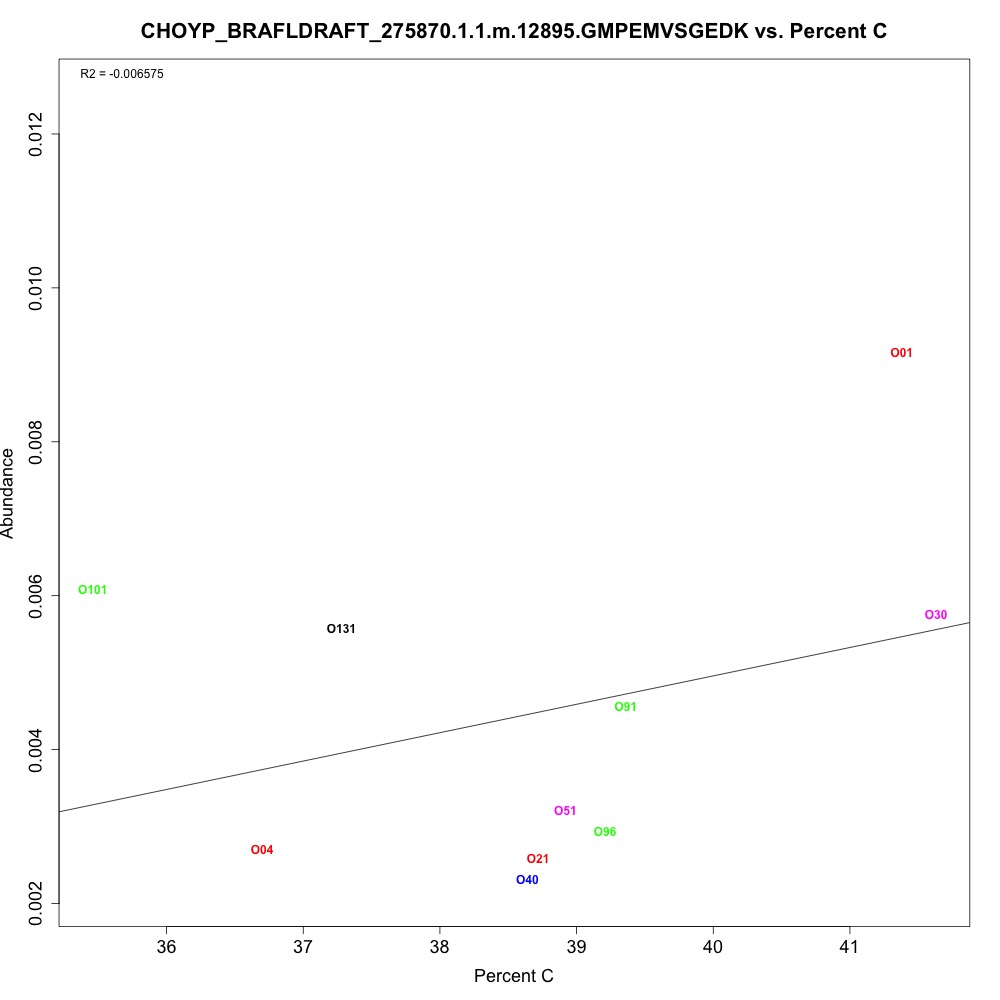 CHOYP_BRAFLDRAFT_275870.1.1.m.12895.GMPEMVSGEDK vs. Percent C
R2 = -0.006575
0.012
0.010
0.008
0.006
0.004
0.002
Abundance
O01
O101
O30
O131
O91
O51
O96
O04
O21
O40
36 37 38 39 40 41
Percent C